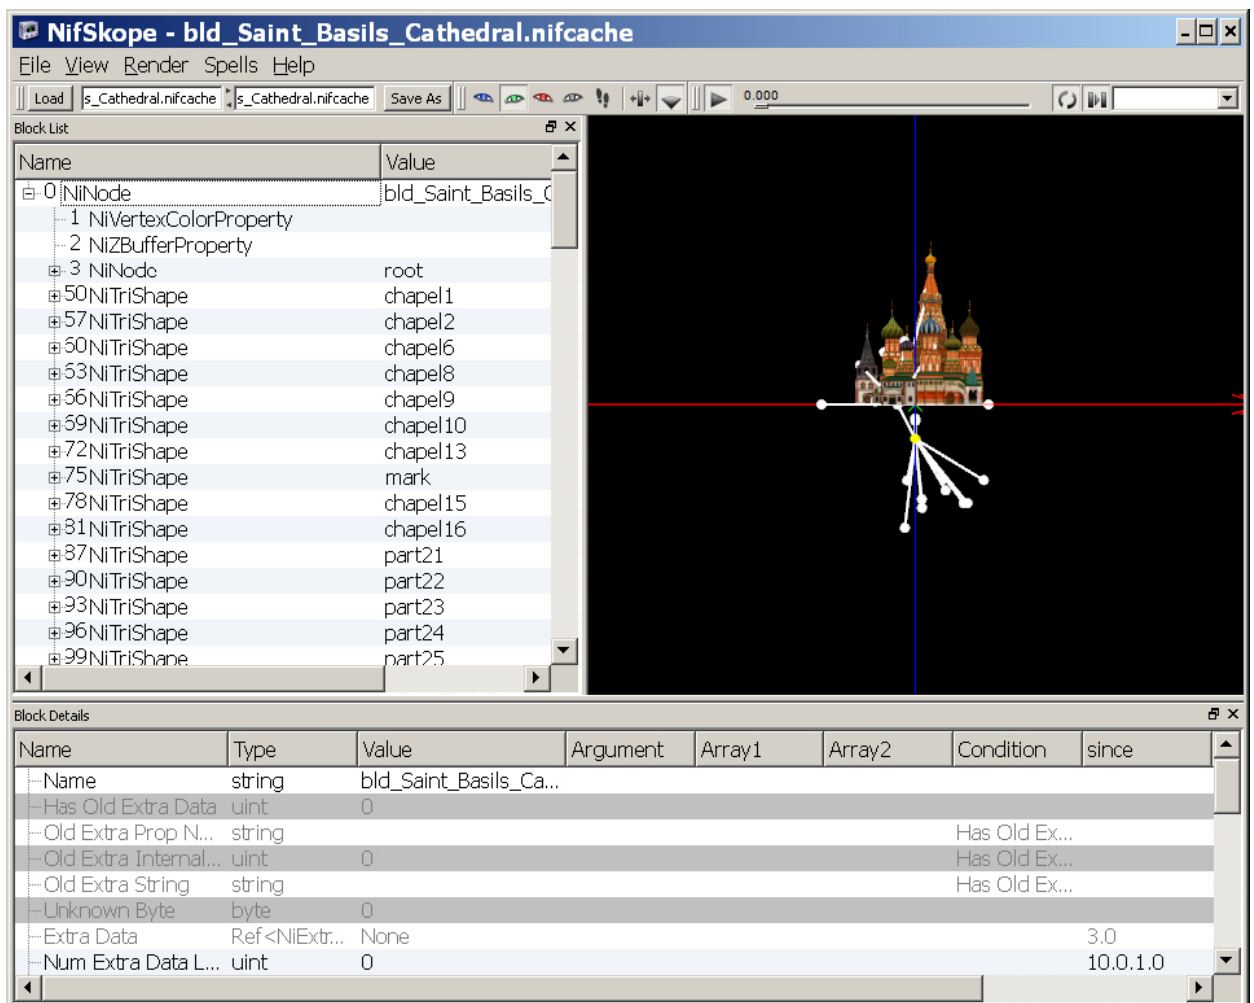 NifSkope - bld_Saint_Basils_Cathedral.nifcache
File View Render Spells Help
Load s_Cathedral.nifcache s_Cathedral.nifcache Save As 0.000
Block List
Name Value
0 NiNode bld_Saint_Basils_C
1 NiVertexColorProperty
2 NiZBufferProperty
3 NiNode root
50 NiTriShape chapel1
57 NiTriShape chapel2
60 NiTriShape chapel6
63 NiTriShape chapel8
66 NiTriShape chapel9
69 NiTriShape chapel10
72 NiTriShape chapel13
75 NiTriShape mark
78 NiTriShape chapel15
81 NiTriShape chapel16
87 NiTriShape part21
90 NiTriShape part22
93 NiTriShape part23
96 NiTriShape part24
99 NiTriShape part25
Block Details
Name Type Value Argument Array1 Array2 Condition since
Name string bld_Saint_Basils_Ca...
Has Old Extra Data uint 0
Old Extra Prop N... string Has Old Ex...
Old Extra Internal... uint 0 Has Old Ex...
Old Extra String string Has Old Ex...
Unknown Byte byte 0
Extra Data Ref<NiExtr... None 3.0
Num Extra Data L... uint 0 10.0.1.0